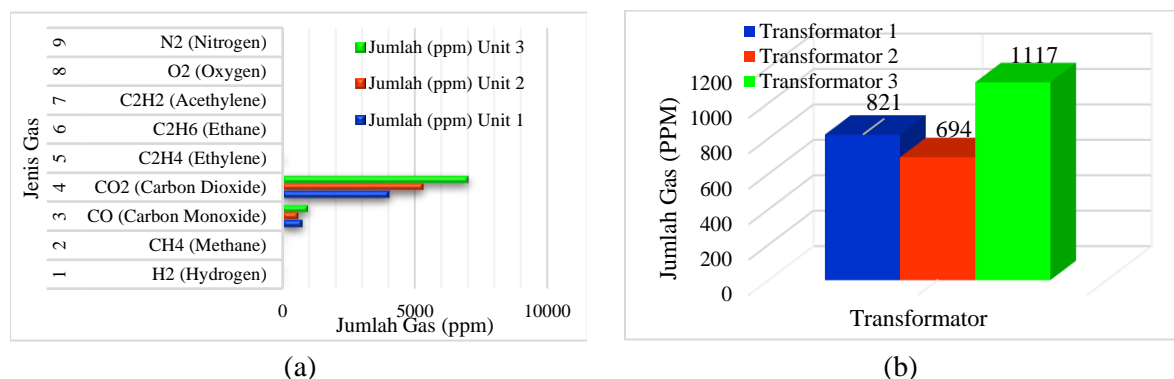 Jenis Gas
9 N2 (Nitrogen)
8 O2 (Oxygen)
7 C2H2 (Acethylene)
6 C2H6 (Ethane)
5 C2H4 (Ethylene)
4 CO2 (Carbon Dioxide)
3 CO (Carbon Monoxide)
2 CH4 (Methane)
1 H2 (Hydrogen)
Jumlah (ppm) Unit 3
Jumlah (ppm) Unit 2
Jumlah (ppm) Unit 1
0 5000 10000
Jumlah Gas (ppm)
(a)
Transformator 1
Transformator 2
Transformator 3
1117
821
694
Jumlah Gas (PPM)
1200
1000
800
600
400
200
0
Transformator
(b)